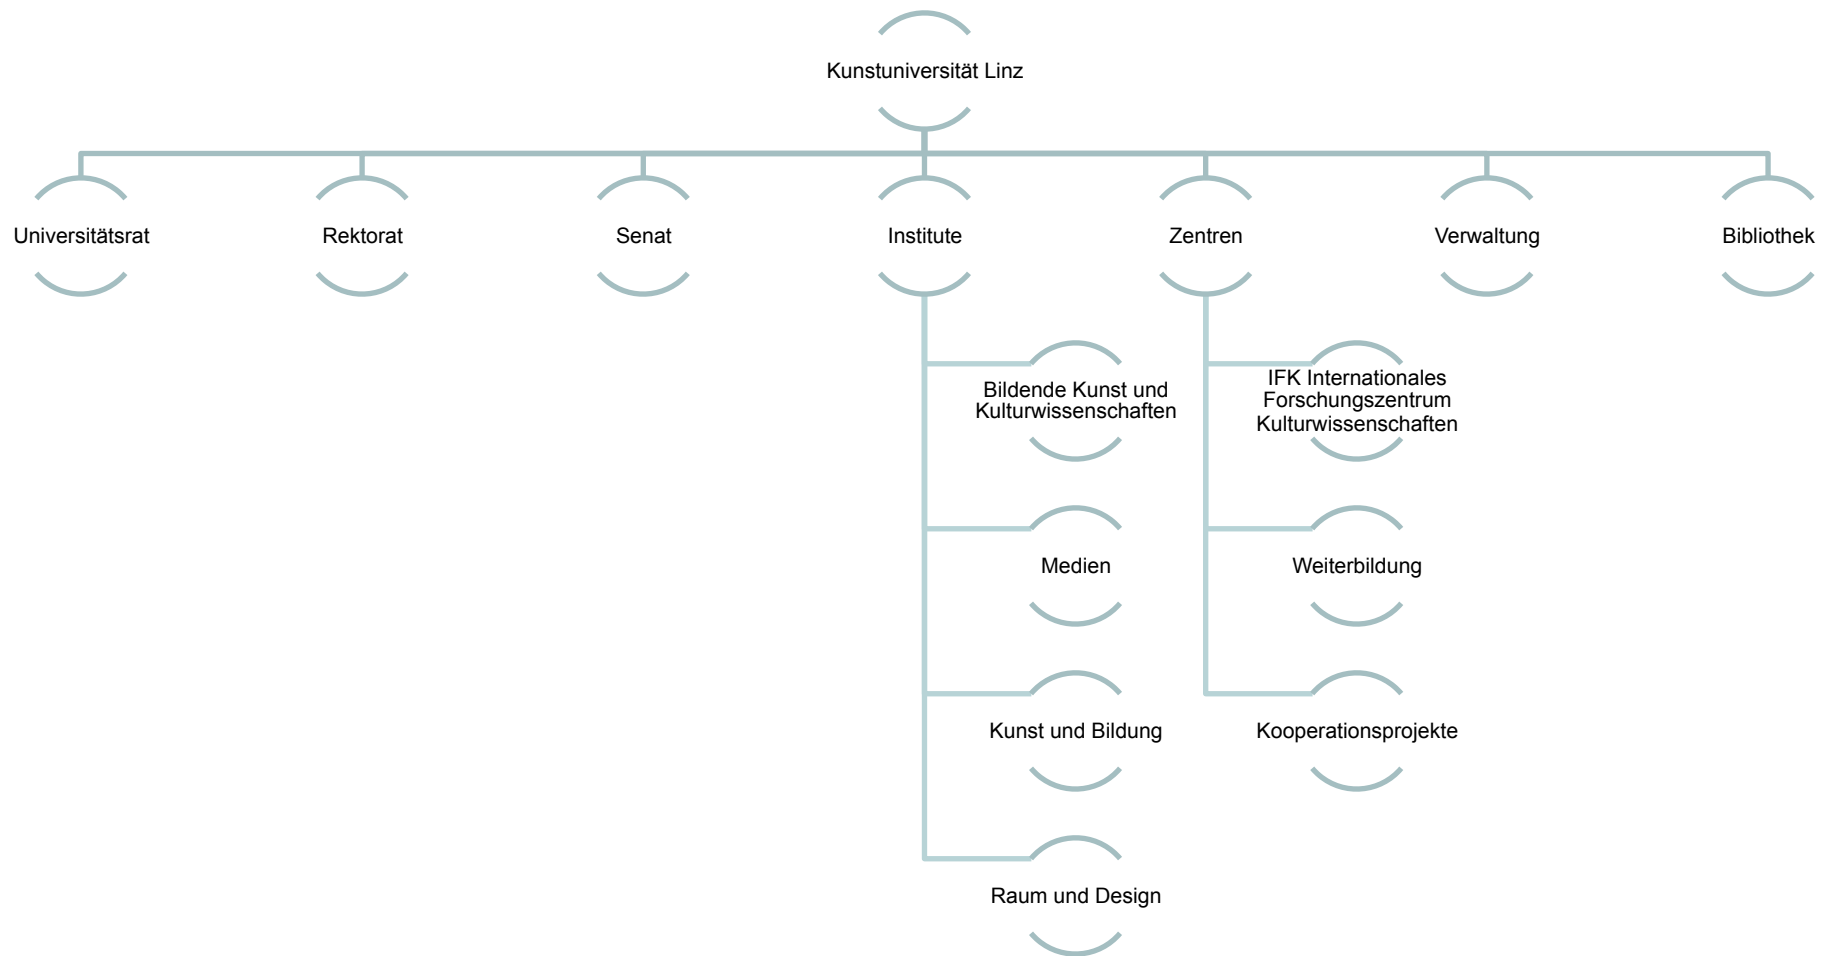 Kunstuniversität Linz
Universitätsrat
Rektorat
Senat
Institute
Zentren
Verwaltung
Bibliothek
Bildende Kunst und
Kulturwissenschaften
IFK Internationales
Forschungszentrum
Kulturwissenschaften
Medien
Weiterbildung
Kunst und Bildung
Kooperationsprojekte
Raum und Design